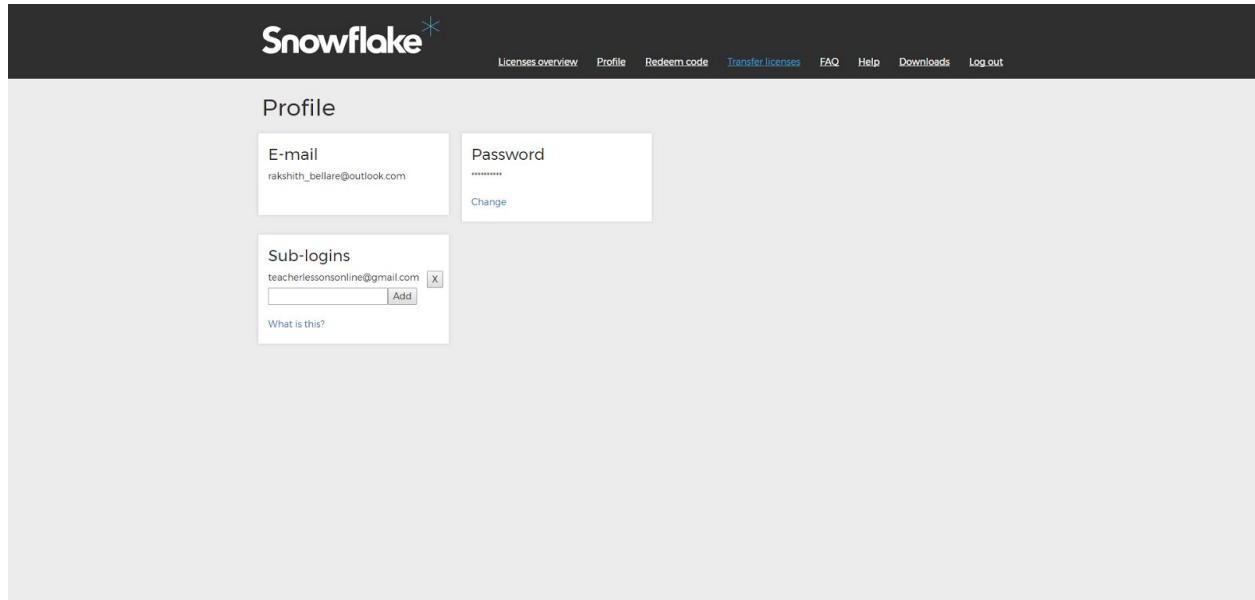 Snowflake
Licenses overview Profile Redeem code Transfer licenses FAQ Help Downloads Log out
Profile
E-mail
rakshith_bellare@outlook.com
Password
••••••••••
Change
Sub-logins
teacherlessonsonline@gmail.com X
Add
What is this?